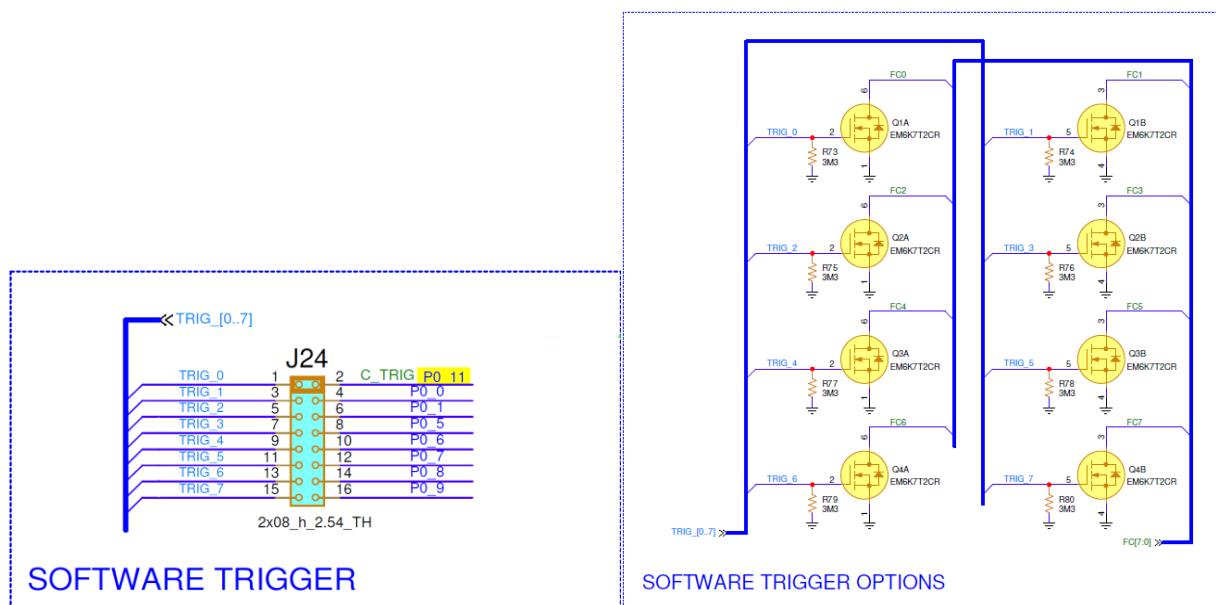 TRIG_[0..7]
J24
TRIG_0 1 2 C_TRIG P0_11
TRIG_1 3 4 P0_0
TRIG_2 5 6 P0_1
TRIG_3 7 8 P0_5
TRIG_4 9 10 P0_6
TRIG_5 11 12 P0_7
TRIG_6 13 14 P0_8
TRIG_7 15 16 P0_9
2x08_h_2.54_TH
SOFTWARE TRIGGER
FC0
6
Q1A
TRIG_0 2 EM6K7T2CR
R73
3M3
1
FC1
3
Q1B
TRIG_1 5 EM6K7T2CR
R74
3M3
4
FC2
6
Q2A
TRIG_2 2 EM6K7T2CR
R75
3M3
1
FC3
3
Q2B
TRIG_3 5 EM6K7T2CR
R76
3M3
4
FC4
6
Q3A
TRIG_4 2 EM6K7T2CR
R77
3M3
1
FC5
3
Q3B
TRIG_5 5 EM6K7T2CR
R78
3M3
4
FC6
6
Q4A
TRIG_6 2 EM6K7T2CR
R79
3M3
1
FC7
3
Q4B
TRIG_7 5 EM6K7T2CR
R80
3M3
4
TRIG_[0..7]
FC[7:0]
SOFTWARE TRIGGER OPTIONS